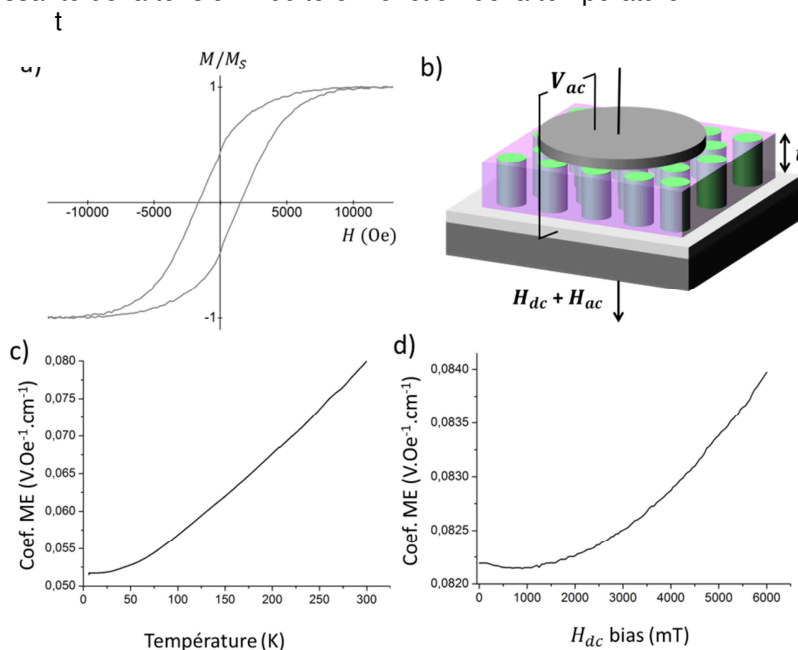 t
M/M_S
1
-10000 -5000 5000 10000
H (Oe)
-1
b)
V_ac
t
H_dc + H_ac
c)
Coef. ME (V.Oe⁻¹.cm⁻¹)
0,080
0,075
0,070
0,065
0,060
0,055
0,050
0 50 100 150 200 250 300
Température (K)
d)
Coef. ME (V.Oe⁻¹.cm⁻¹)
0,0840
0,0835
0,0830
0,0825
0,0820
0 1000 2000 3000 4000 5000 6000
H_dc bias (mT)